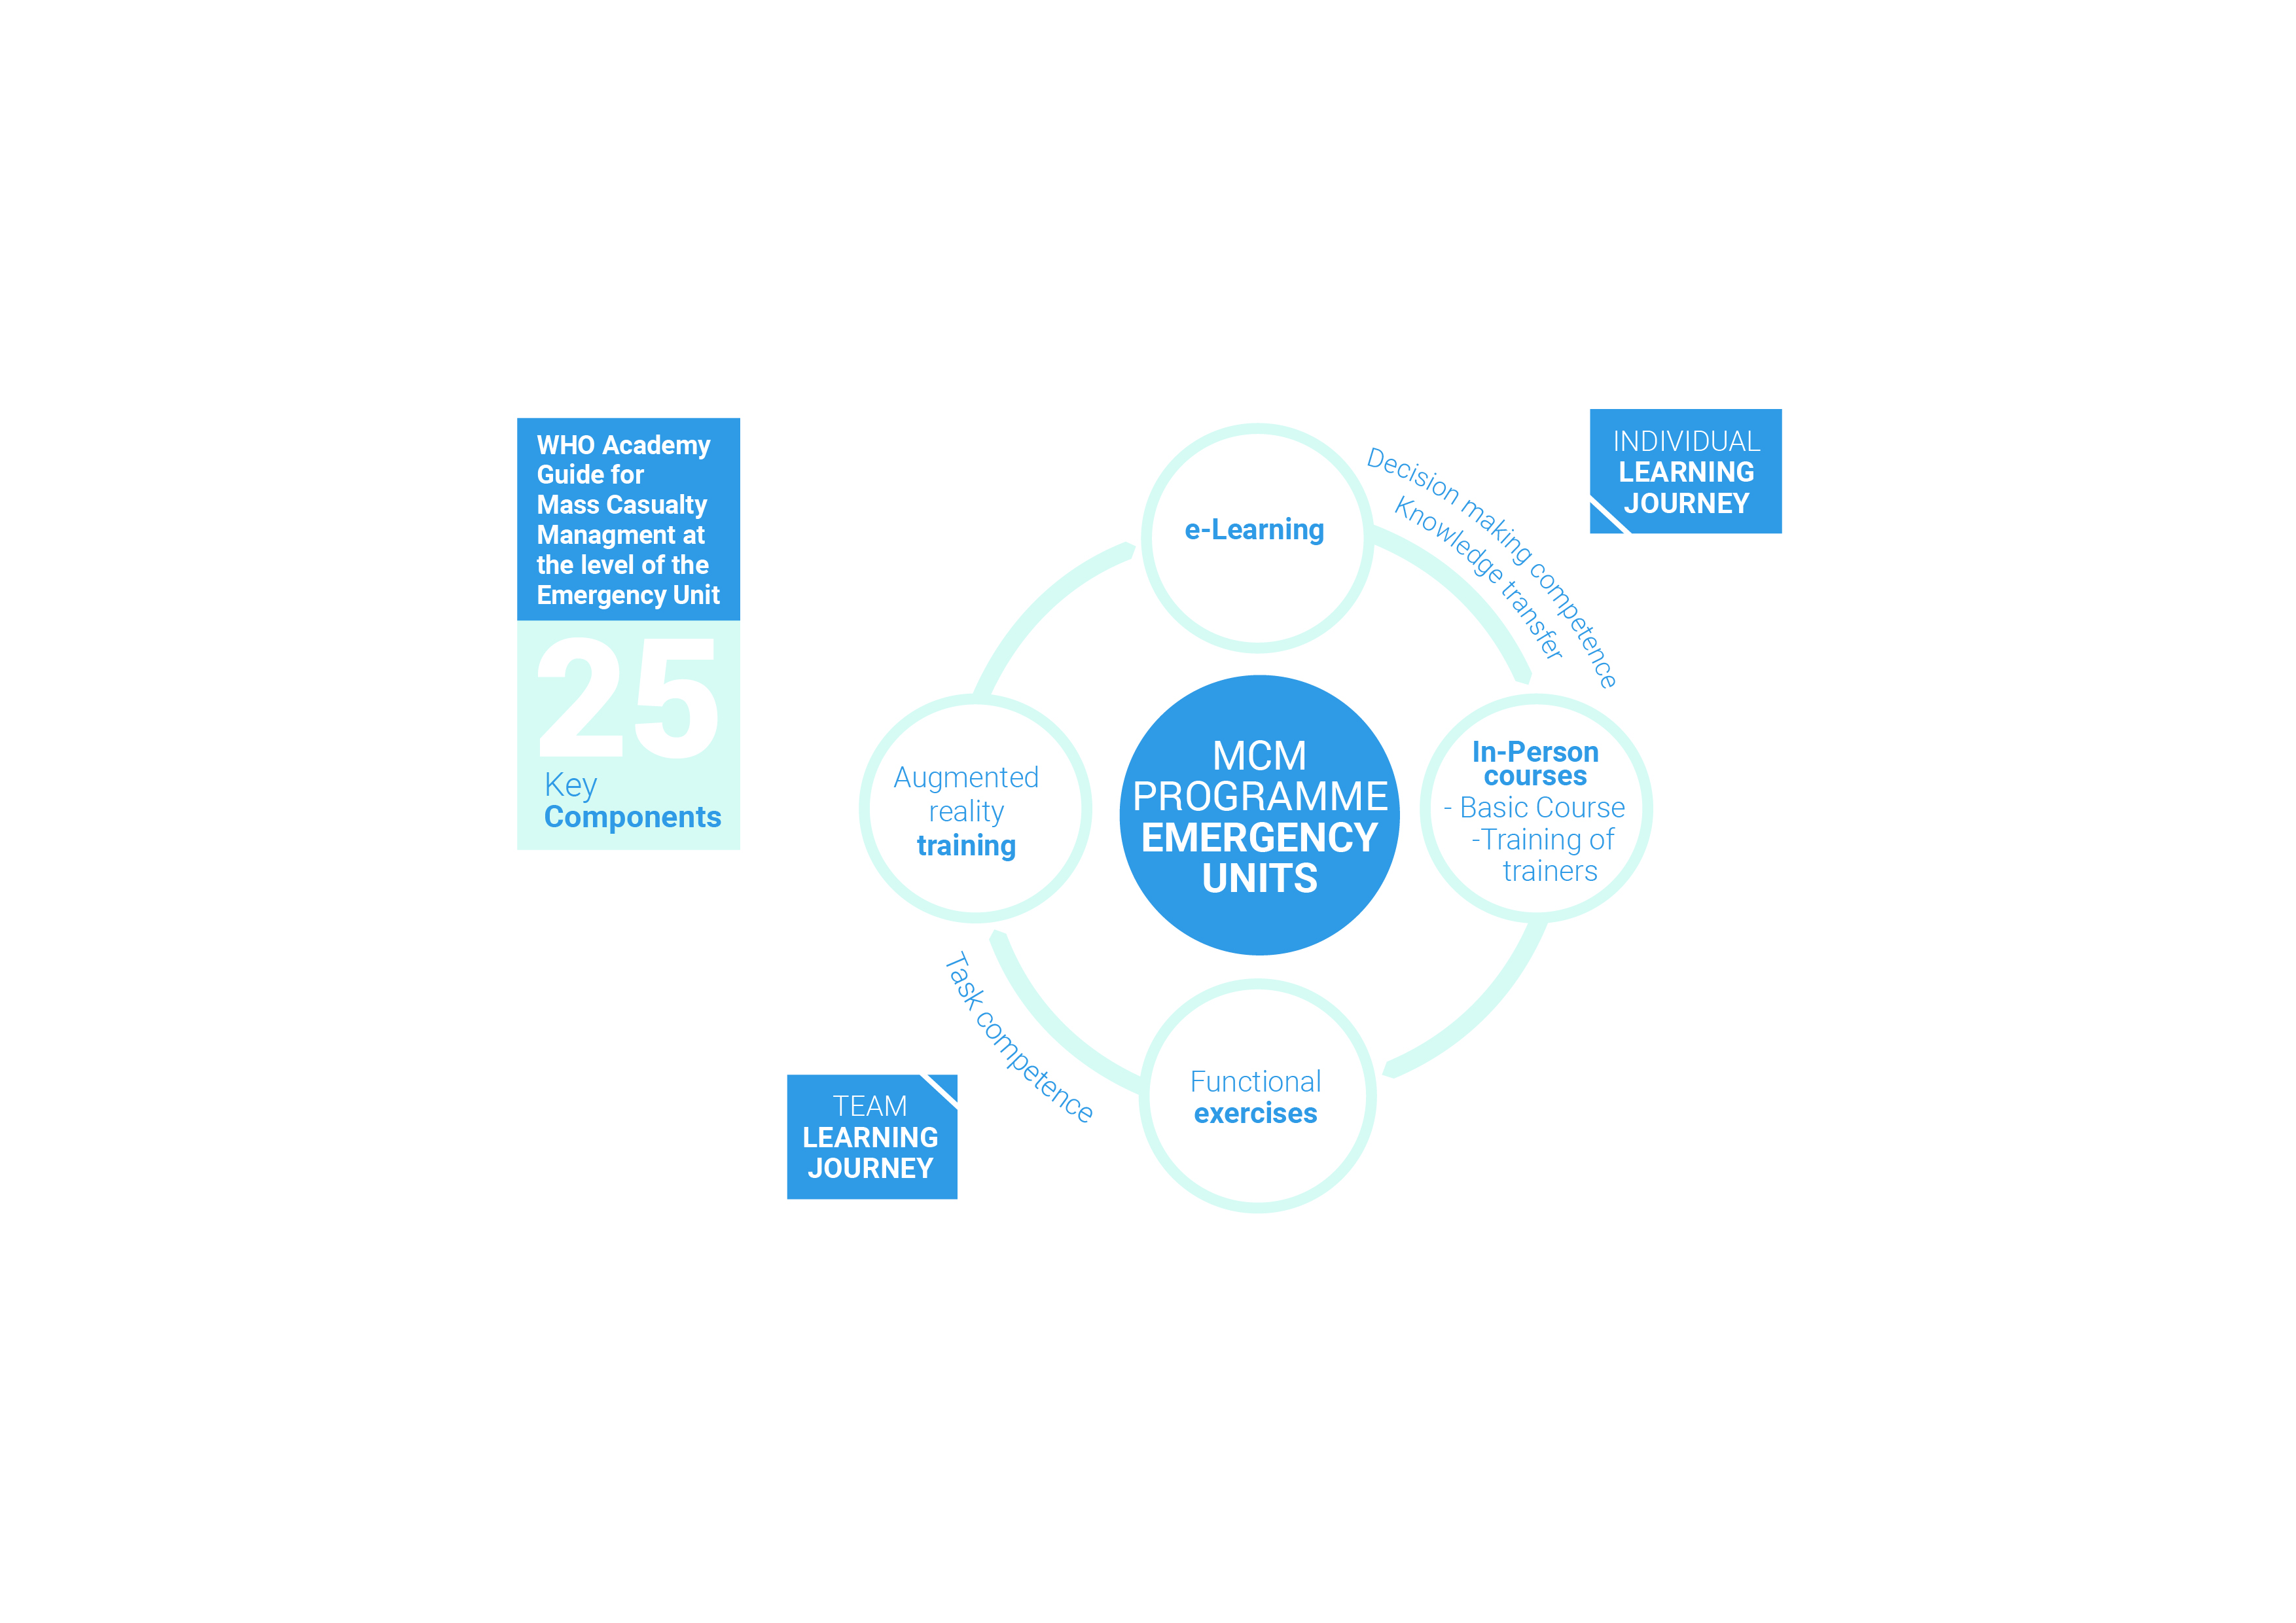 WHO Academy
Guide for
Mass Casualty
Managment at
the level of the
Emergency Unit
25
Key
Components
e-Learning
Decision making competence
Knowledge transfer
INDIVIDUAL
LEARNING
JOURNEY
In-Person
courses
- Basic Course
-Training of
trainers
MCM
PROGRAMME
EMERGENCY
UNITS
Augmented
reality
training
Functional
exercises
Task competence
TEAM
LEARNING
JOURNEY